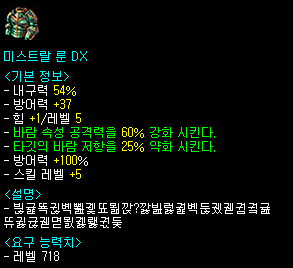 미스트랄 룬 DX
<기본 정보>
- 내구력 54%
- 방어력 +37
- 힘 +1/레벨 5
- 바람 속성 공격력을 60% 강화 시킨다.
- 타깃의 바람 저항을 25% 약화 시킨다.
- 방어력 +100%
- 스킬 레벨 +5
<설명>
<요구 능력치>
- 레벨 718